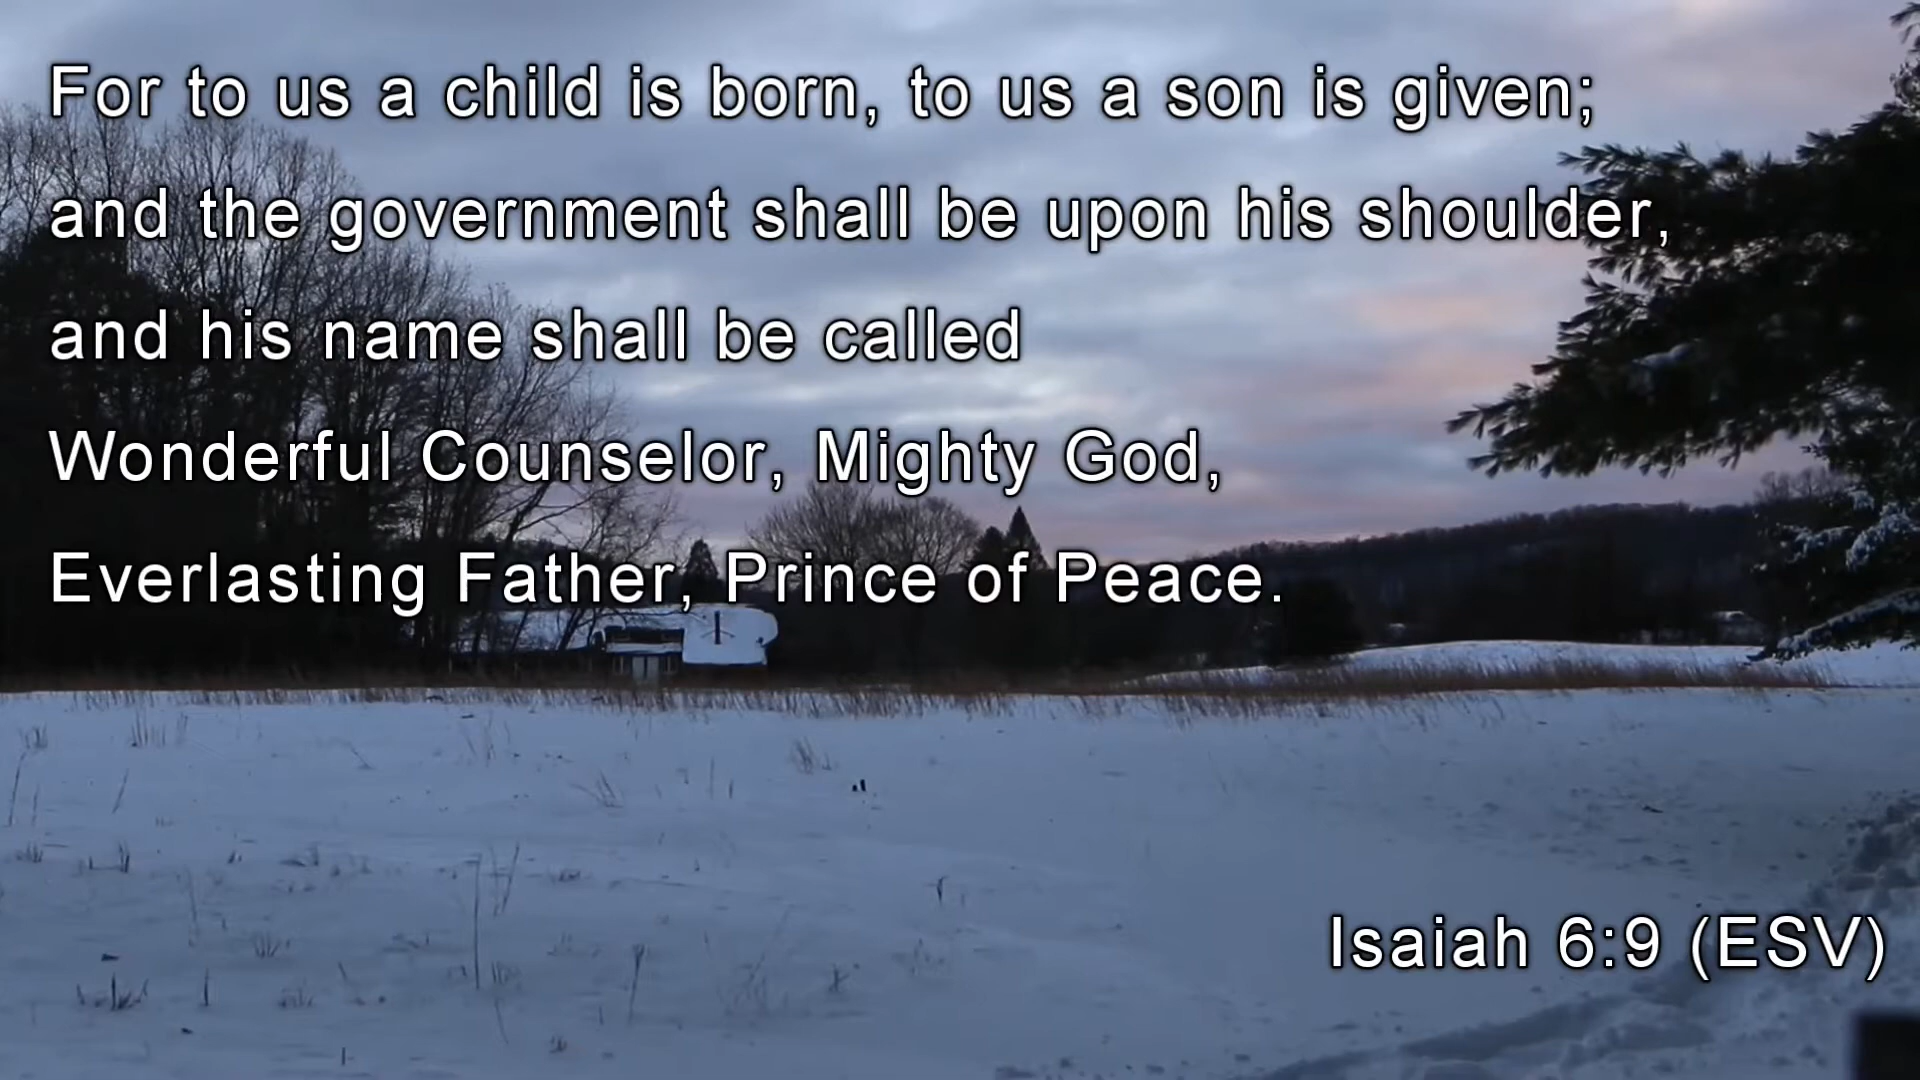 For to us a child is born, to us a son is given;
and the government shall be upon his shoulder,
and his name shall be called
Wonderful Counselor, Mighty God,
Everlasting Father, Prince of Peace.
Isaiah 6:9 (ESV)